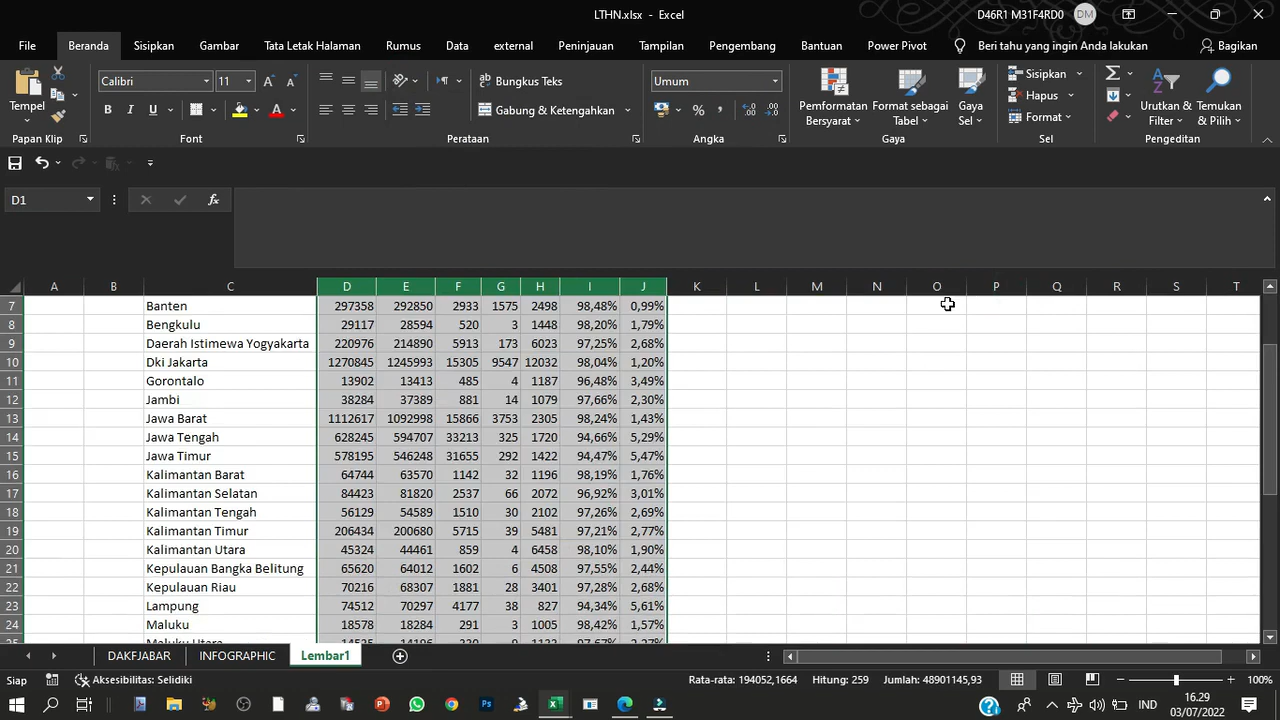 LTHN.xlsx - Excel
D46R1 M31F4RD0 DM
File Beranda Sisipkan Gambar Tata Letak Halaman Rumus Data external Peninjauan Tampilan Pengembang Bantuan Power Pivot Beri tahu yang ingin Anda lakukan Bagikan
Tempel
Calibri 11
B I U
Bungkus Teks
Gabung & Ketengahkan
Umum
Pemformatan Bersyarat
Format sebagai Tabel
Gaya Sel
Sisipkan
Hapus
Format
Urutkan & Filter
Temukan & Pilih
Papan Klip Font Perataan Angka Gaya Sel Pengeditan
D1 fx
A B C D E F G H I J K L M N O P Q R S T
7 Banten 297358 292850 2933 1575 2498 98,48% 0,99%
8 Bengkulu 29117 28594 520 3 1448 98,20% 1,79%
9 Daerah Istimewa Yogyakarta 220976 214890 5913 173 6023 97,25% 2,68%
10 Dki Jakarta 1270845 1245993 15305 9547 12032 98,04% 1,20%
11 Gorontalo 13902 13413 485 4 1187 96,48% 3,49%
12 Jambi 38284 37389 881 14 1079 97,66% 2,30%
13 Jawa Barat 1112617 1092998 15866 3753 2305 98,24% 1,43%
14 Jawa Tengah 628245 594707 33213 325 1720 94,66% 5,29%
15 Jawa Timur 578195 546248 31655 292 1422 94,47% 5,47%
16 Kalimantan Barat 64744 63570 1142 32 1196 98,19% 1,76%
17 Kalimantan Selatan 84423 81820 2537 66 2072 96,92% 3,01%
18 Kalimantan Tengah 56129 54589 1510 30 2102 97,26% 2,69%
19 Kalimantan Timur 206434 200680 5715 39 5481 97,21% 2,77%
20 Kalimantan Utara 45324 44461 859 4 6458 98,10% 1,90%
21 Kepulauan Bangka Belitung 65620 64012 1602 6 4508 97,55% 2,44%
22 Kepulauan Riau 70216 68307 1881 28 3401 97,28% 2,68%
23 Lampung 74512 70297 4177 38 827 94,34% 5,61%
24 Maluku 18578 18284 291 3 1005 98,42% 1,57%
DAKFJABAR INFOGRAPHIC Lembar1
Siap Aksesibilitas: Selidiki Rata-rata: 194052,1664 Hitung: 259 Jumlah: 48901145,93 100%
IND
16.29
03/07/2022